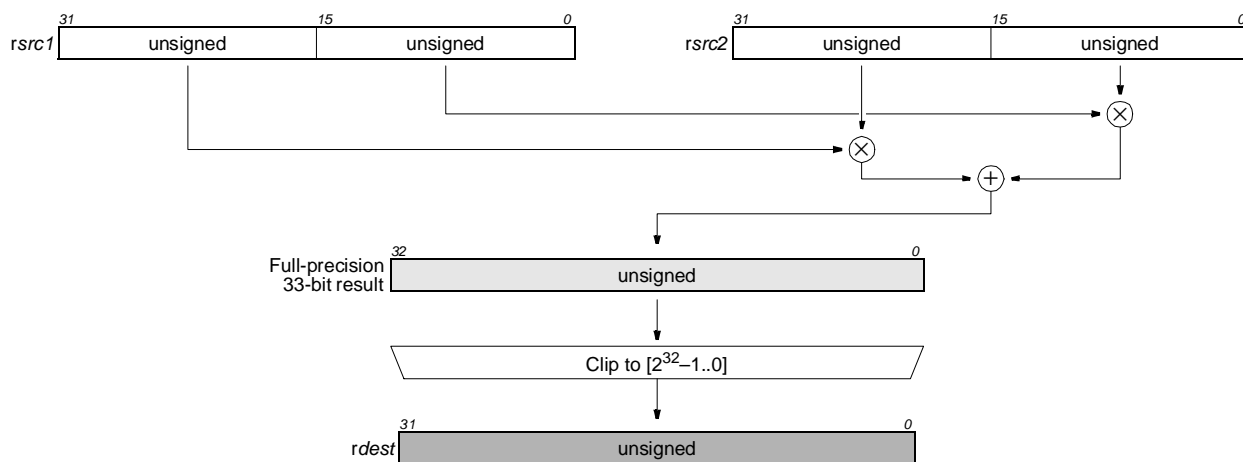 31 15 0 31 15 0
rsrc1 unsigned unsigned rsrc2 unsigned unsigned
× 
×
+
32 0
Full-precision
33-bit result
unsigned
Clip to [2³²–1..0]
31 0
rdest unsigned